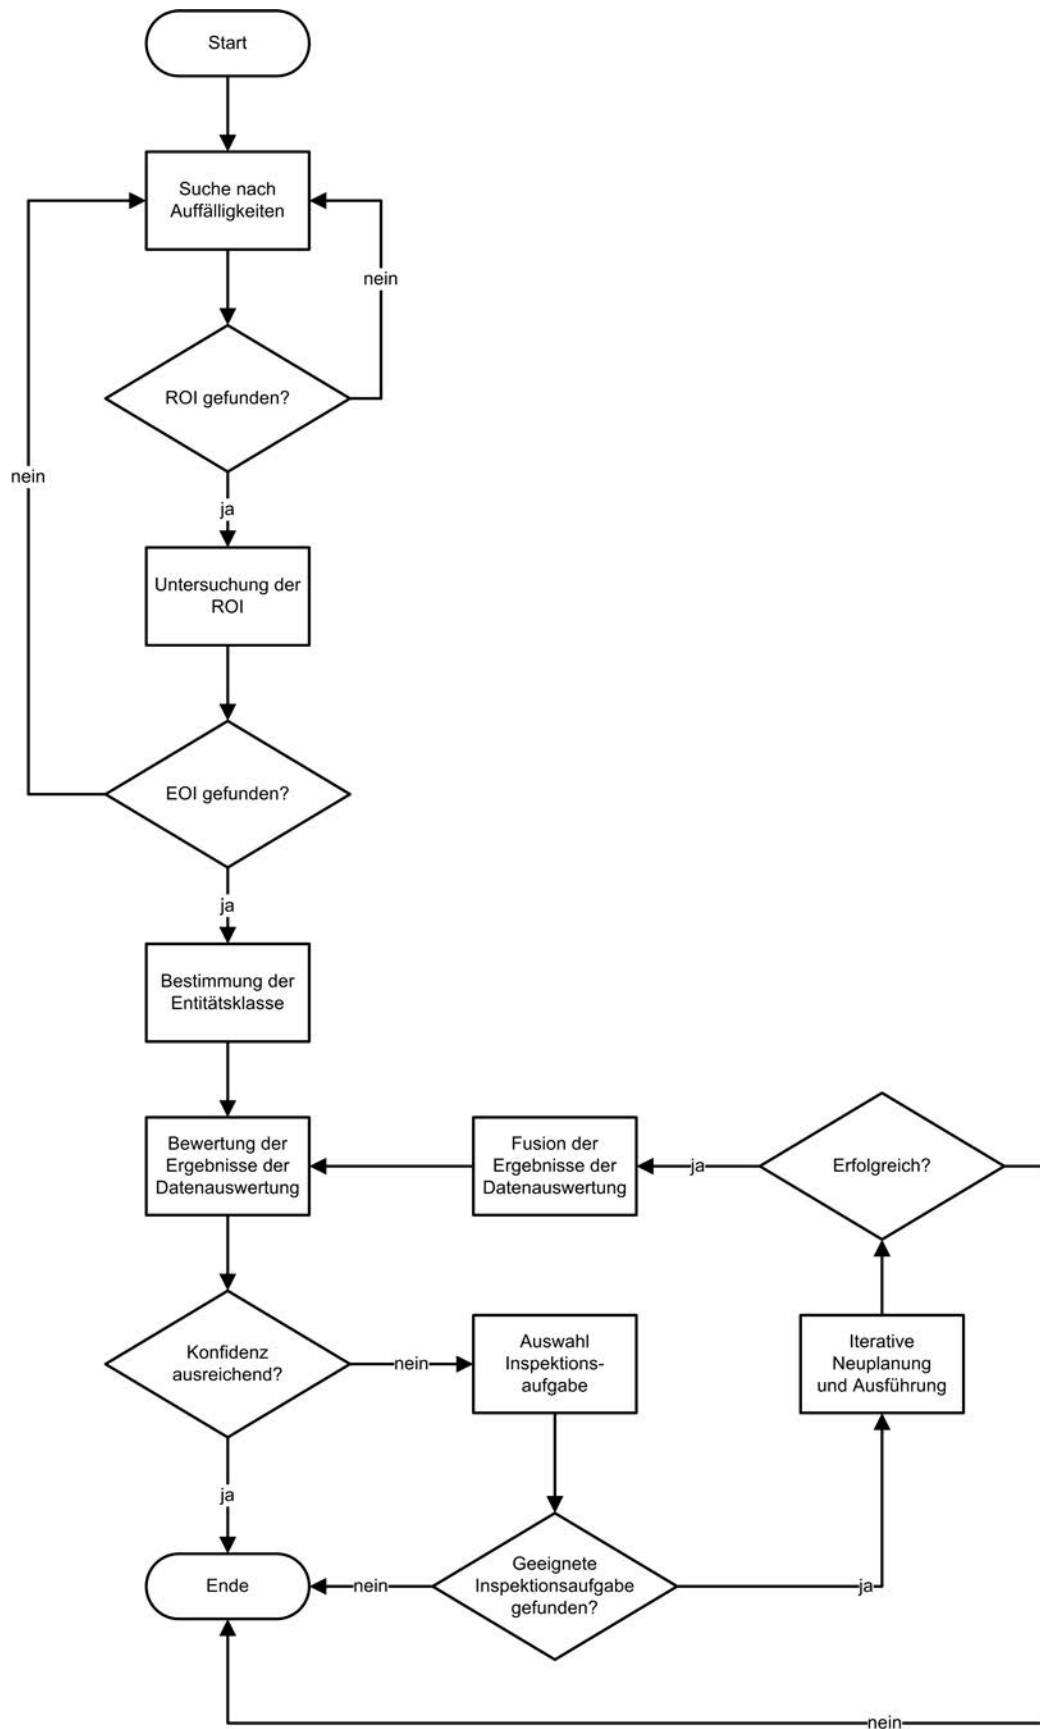 Start
Suche nach
Auffälligkeiten
nein
ROI gefunden?
nein
ja
Untersuchung der
ROI
EOI gefunden?
ja
Bestimmung der
Entitätsklasse
Bewertung der
Ergebnisse der
Datenauswertung
Fusion der
Ergebnisse der
Datenauswertung
ja
Erfolgreich?
Konfidenz
ausreichend?
nein
Auswahl
Inspektions-
aufgabe
Iterative
Neuplanung
und Ausführung
ja
Ende
nein
Geeignete
Inspektionsaufgabe
gefunden?
ja
nein